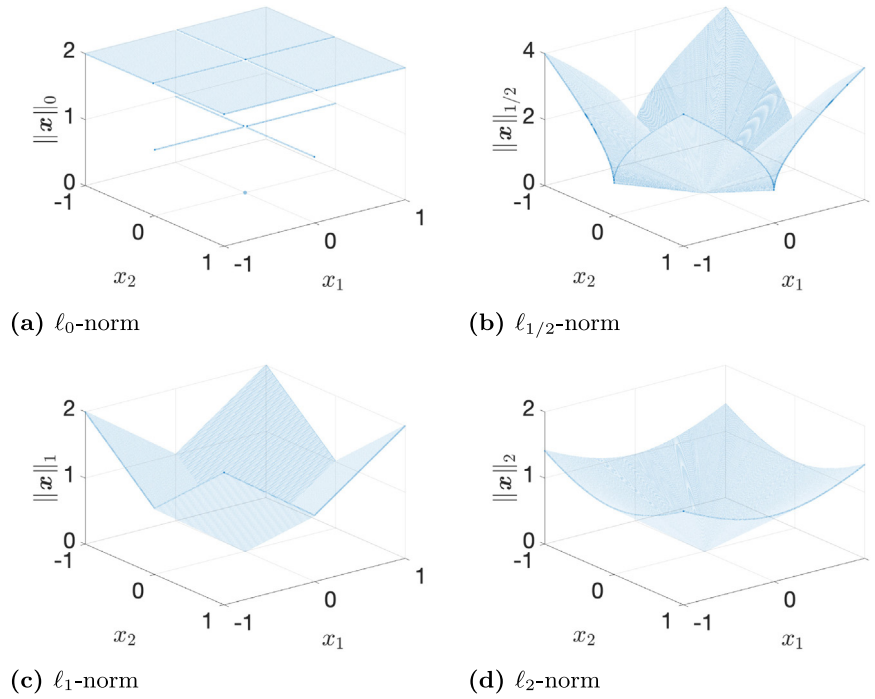 2
1
0
‖x‖₀
-1
0
1
x₂
-1
0
1
x₁
(a) ℓ₀-norm
4
2
0
‖x‖₁/₂
-1
0
1
x₂
-1
0
x₁
(b) ℓ₁/₂-norm
2
1
0
‖x‖₁
-1
0
1
x₂
-1
0
1
x₁
(c) ℓ₁-norm
2
1
0
‖x‖₂
-1
0
1
x₂
-1
0
x₁
(d) ℓ₂-norm